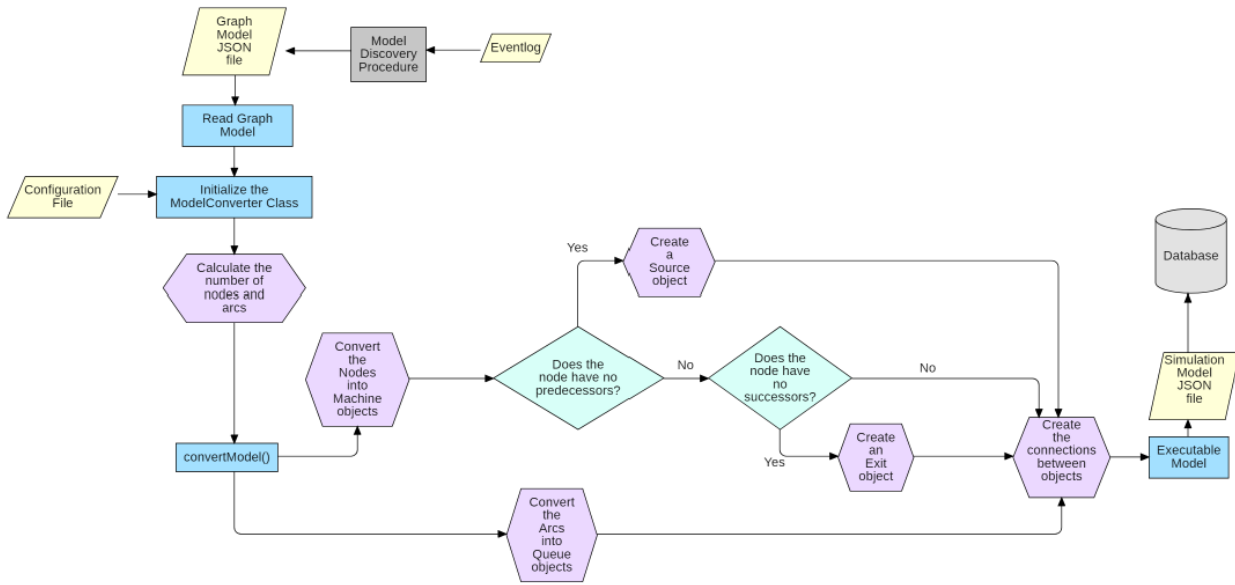 Graph
Model
JSON
file
Model
Discovery
Procedure
Eventlog
Read Graph
Model
Configuration
File
Initialize the
ModelConverter Class
Calculate the
number of
nodes and
arcs
convertModel()
Convert
the
Nodes
into
Machine
objects
Does the
node have no
predecessors?
Yes
Create
a
Source
object
No
Does the
node have
no
successors?
No
Yes
Create
an
Exit
object
Convert
the
Arcs
into
Queue
objects
Create
the
connections
between
objects
Executable
Model
Simulation
Model
JSON
file
Database